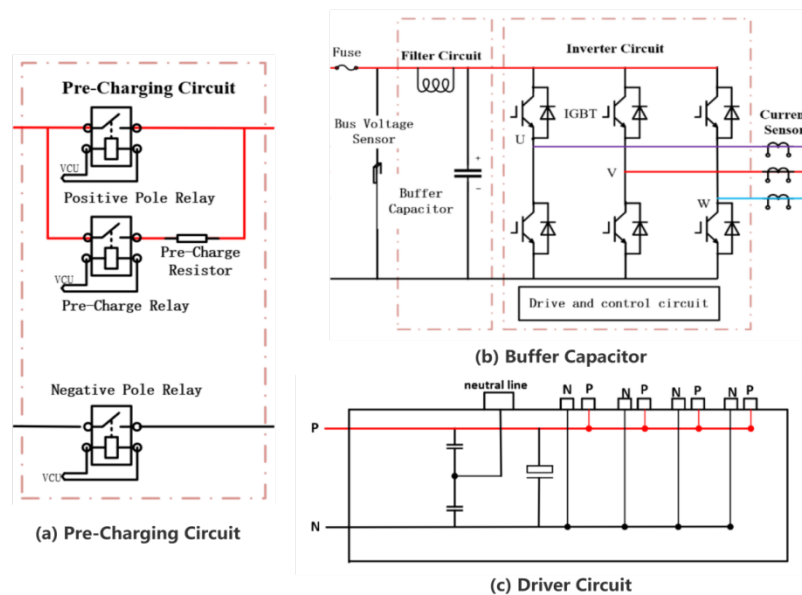 Pre-Charging Circuit
VCU
Positive Pole Relay
Pre-Charge
Resistor
VCU
Pre-Charge Relay
Negative Pole Relay
VCU
(a) Pre-Charging Circuit
Fuse
Filter Circuit
Inverter Circuit
Bus Voltage
Sensor
IGBT
Current
Sensor
U
+
Buffer
Capacitor
−
V
W
Drive and control circuit
(b) Buffer Capacitor
neutral line
N P N P N P N P
P
N
(c) Driver Circuit